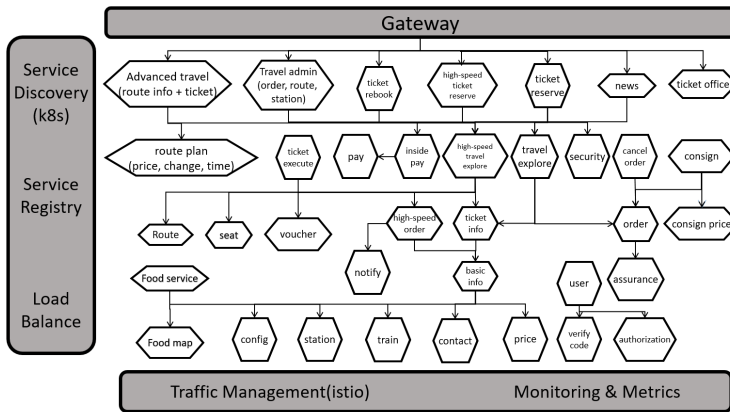 Gateway
Service
Discovery
(k8s)
Service
Registry
Load
Balance
Advanced travel
(route info + ticket)
Travel admin
(order, route,
station)
ticket
rebook
high-speed
ticket
reserve
ticket
reserve
news
ticket office
route plan
(price, change, time)
ticket
execute
pay
inside
pay
high-speed
travel
explore
travel
explore
security
cancel
order
consign
Route
seat
voucher
high-speed
order
ticket
info
order
consign price
Food service
notify
basic
info
user
assurance
Food map
config
station
train
contact
price
verify
code
authorization
Traffic Management(istio)
Monitoring & Metrics